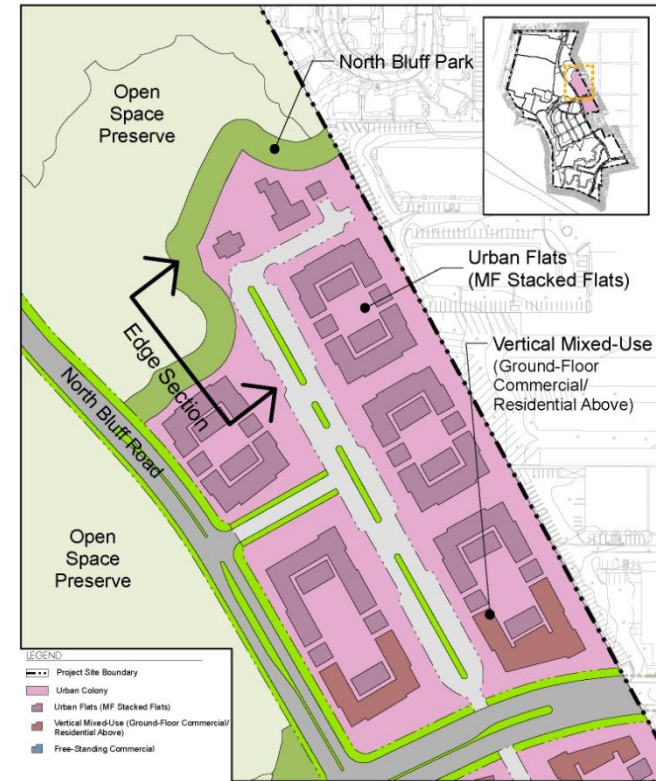 North Bluff Park
Open
Space
Preserve
Urban Flats
(MF Stacked Flats)
Edge Section
Vertical Mixed-Use
(Ground-Floor
Commercial/
Residential Above)
North Bluff Road
Open
Space
Preserve
LEGEND
Project Site Boundary
Urban Colony
Urban Flats (MF Stacked Flats)
Vertical Mixed-Use (Ground-Floor Commercial/
Residential Above)
Free-Standing Commercial